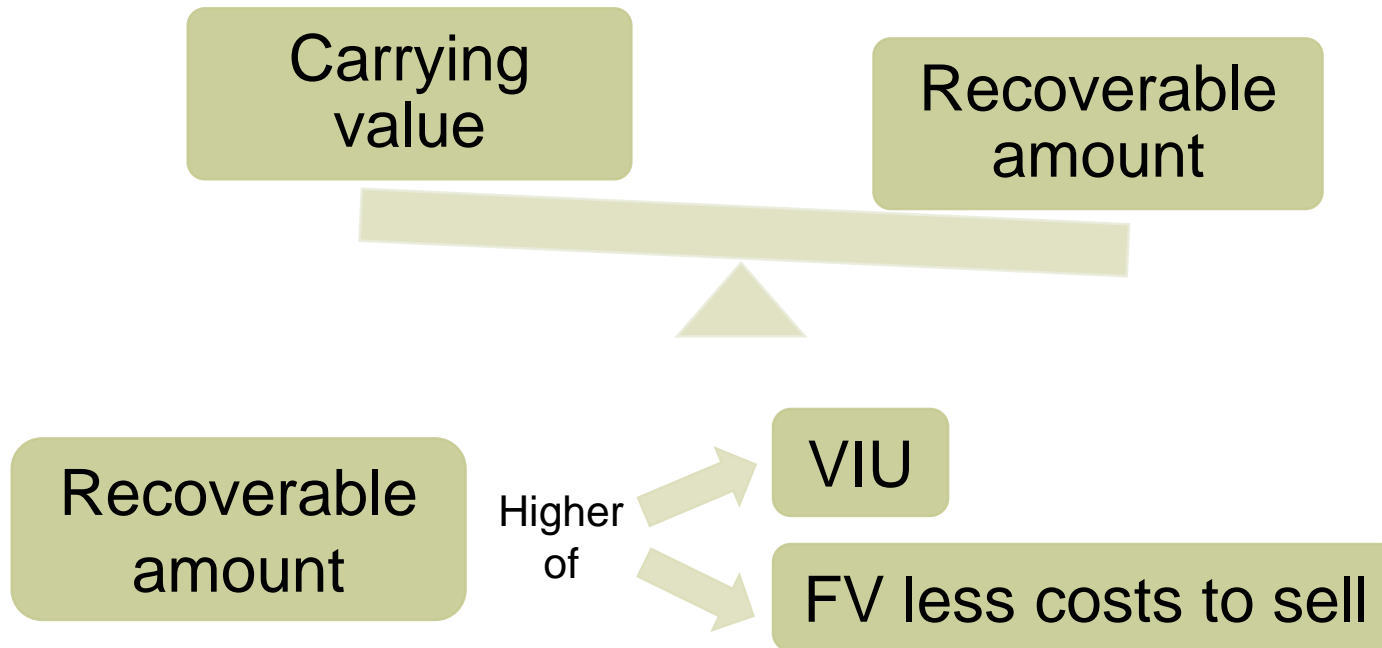 Carrying
value
Recoverable
amount
Recoverable
amount
Higher
of
VIU
FV less costs to sell